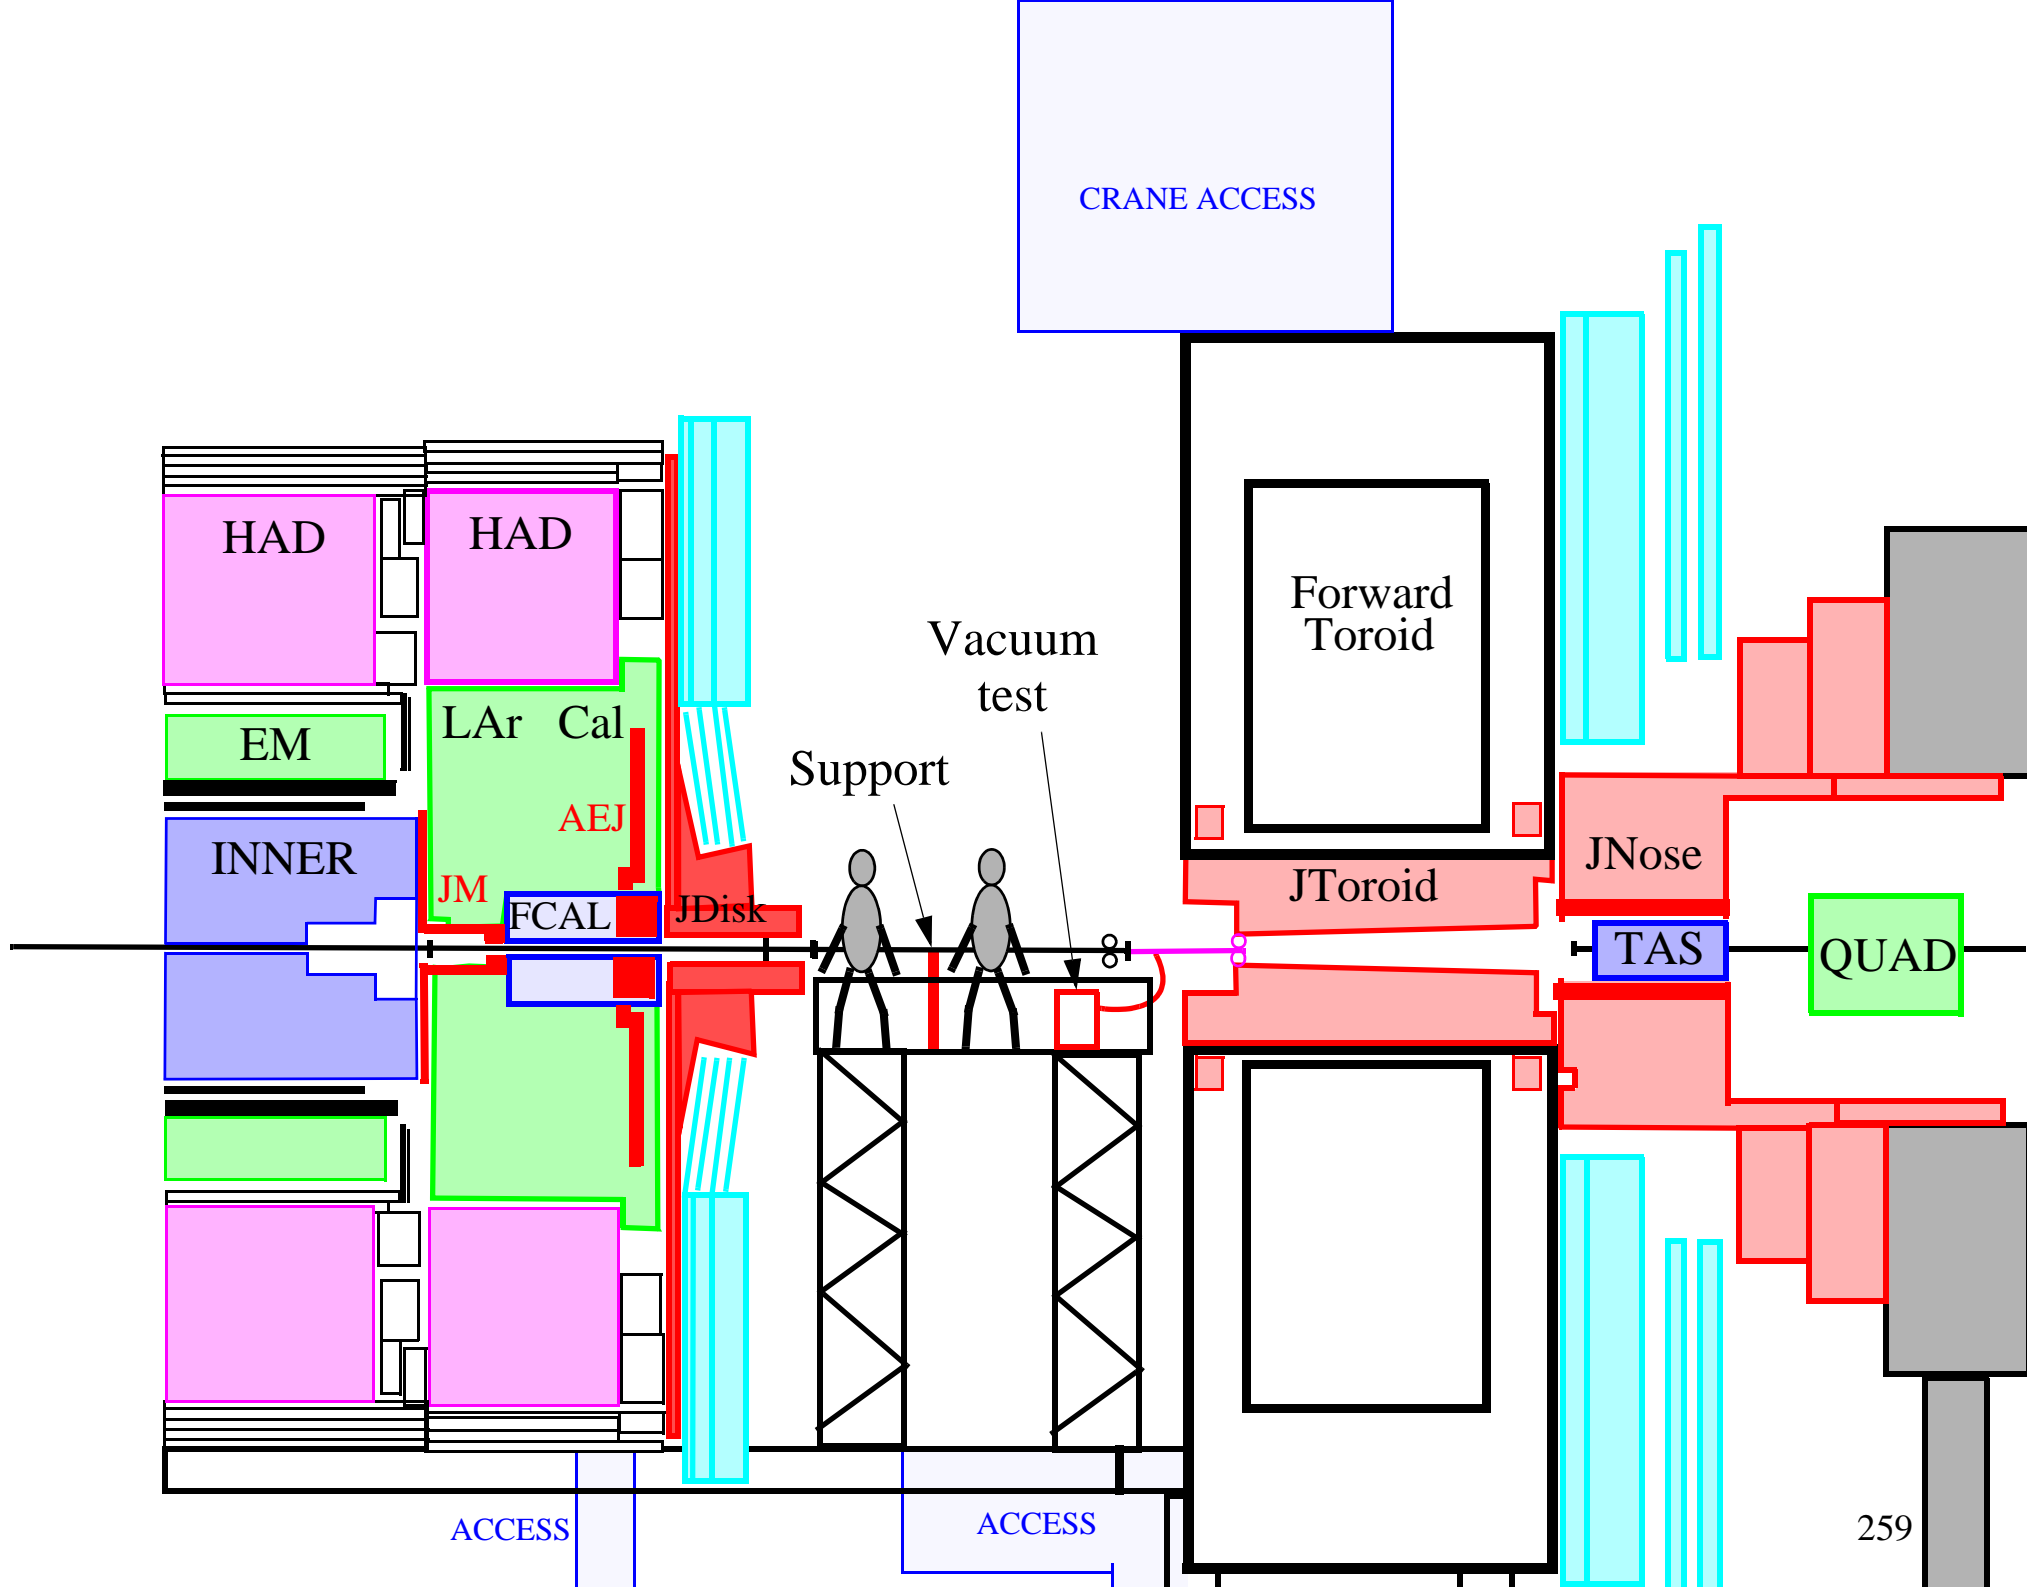 CRANE ACCESS
HAD
HAD
Forward
Toroid
Vacuum
test
LAr Cal
EM
Support
AEJ
INNER
JM
FCAL
JDisk
JToroid
JNose
TAS
QUAD
ACCESS
ACCESS
259